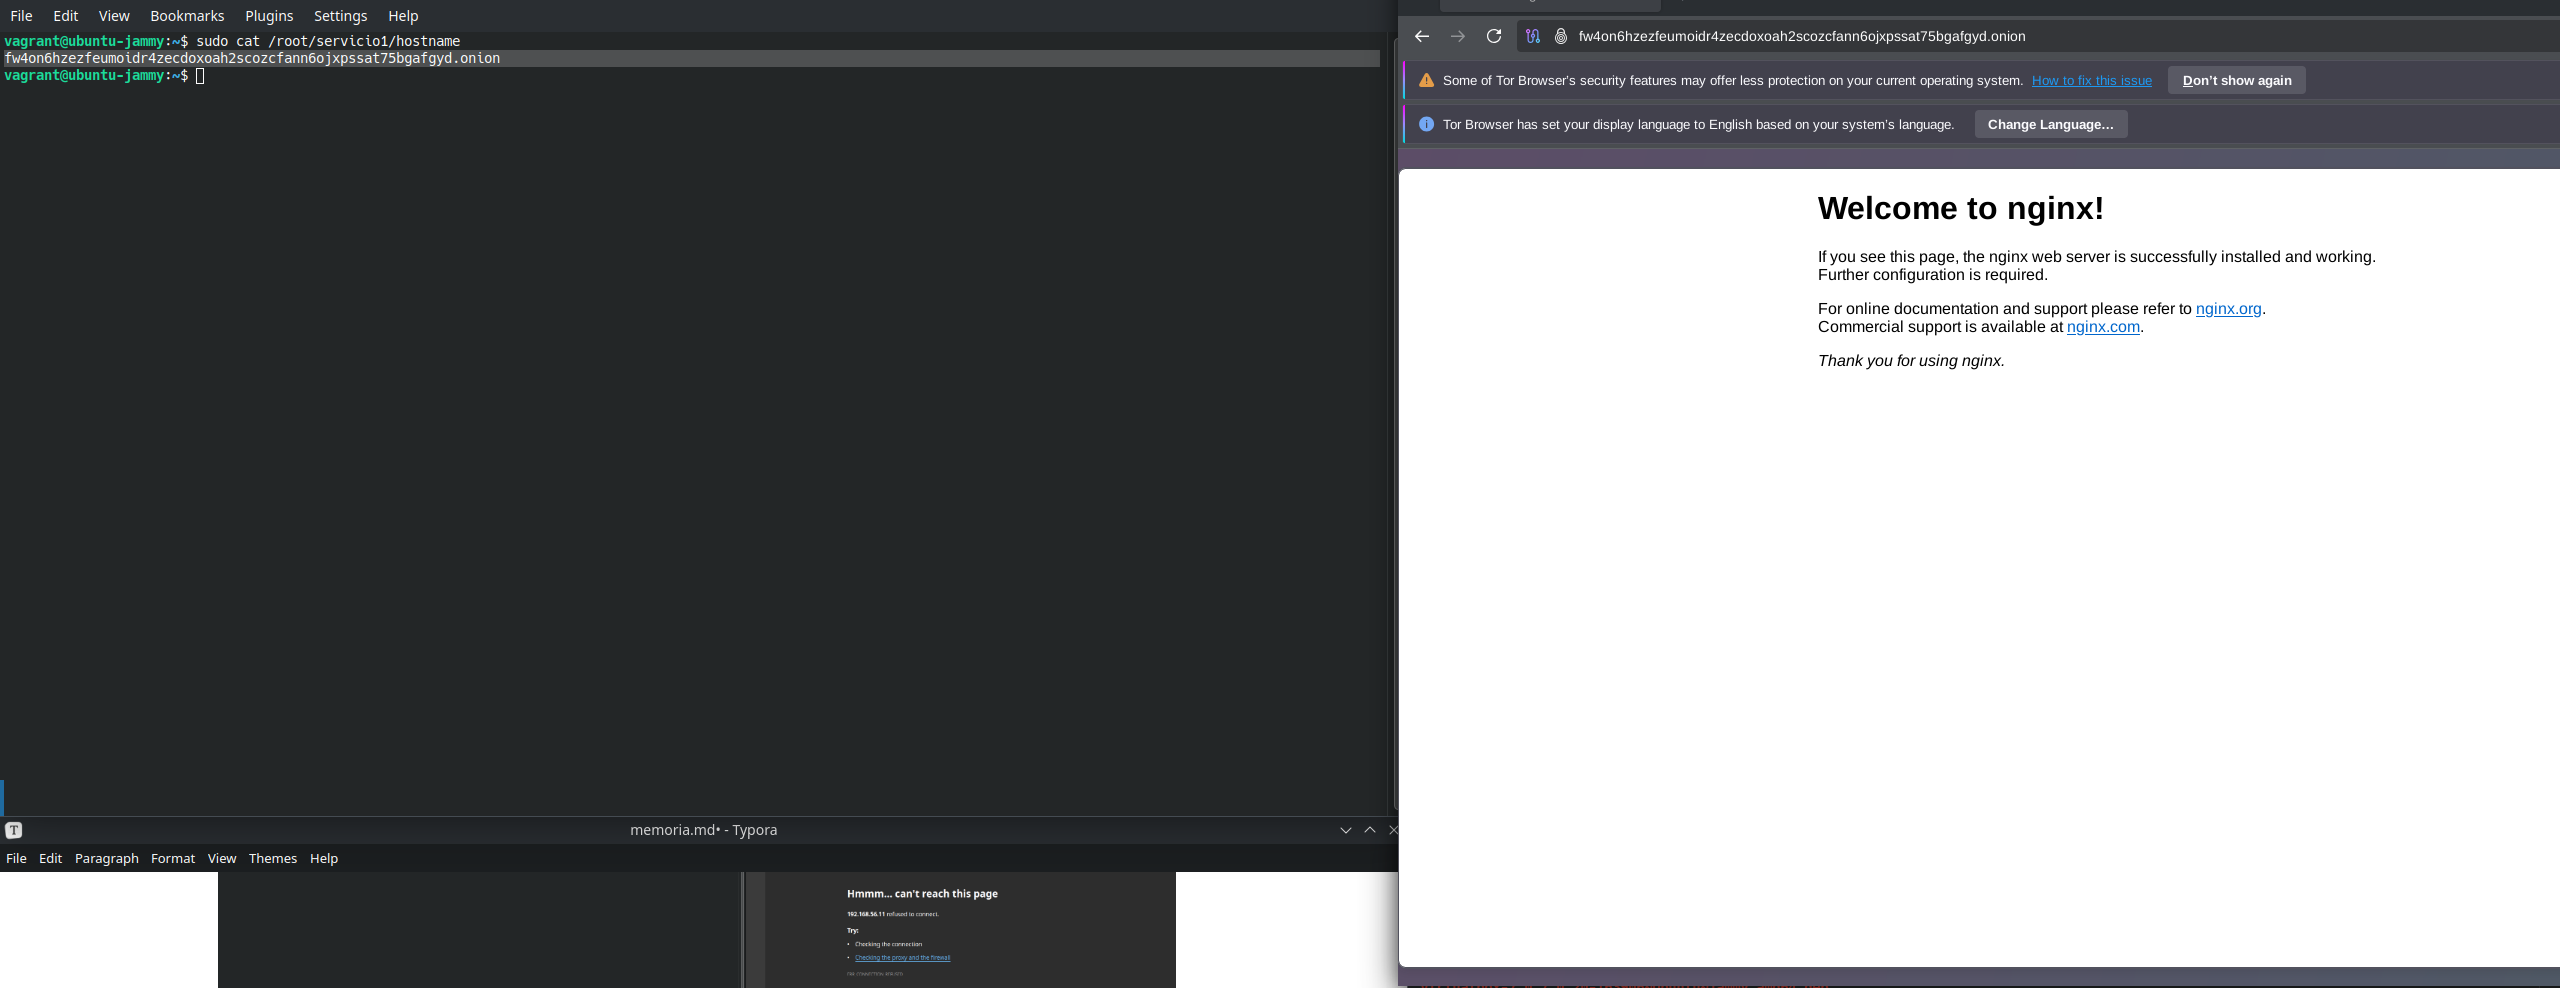 File Edit View Bookmarks Plugins Settings Help
vagrant@ubuntu-jammy:~$ sudo cat /root/servicio1/hostname
fw4on6hzezfeumoidr4zecdoxoah2scozcfann6ojxpssat75bgafgyd.onion
vagrant@ubuntu-jammy:~$
fw4on6hzezfeumoidr4zecdoxoah2scozcfann6ojxpssat75bgafgyd.onion
Some of Tor Browser's security features may offer less protection on your current operating system. How to fix this issue Don't show again
Tor Browser has set your display language to English based on your system's language. Change Language...
Welcome to nginx!
If you see this page, the nginx web server is successfully installed and working.
Further configuration is required.
For online documentation and support please refer to nginx.org.
Commercial support is available at nginx.com.
Thank you for using nginx.
memoria.md• - Typora
File Edit Paragraph Format View Themes Help
Hmmm... can't reach this page
192.168.56.11 refused to connect.
Try:
• Checking the connection
• Checking the proxy and the firewall